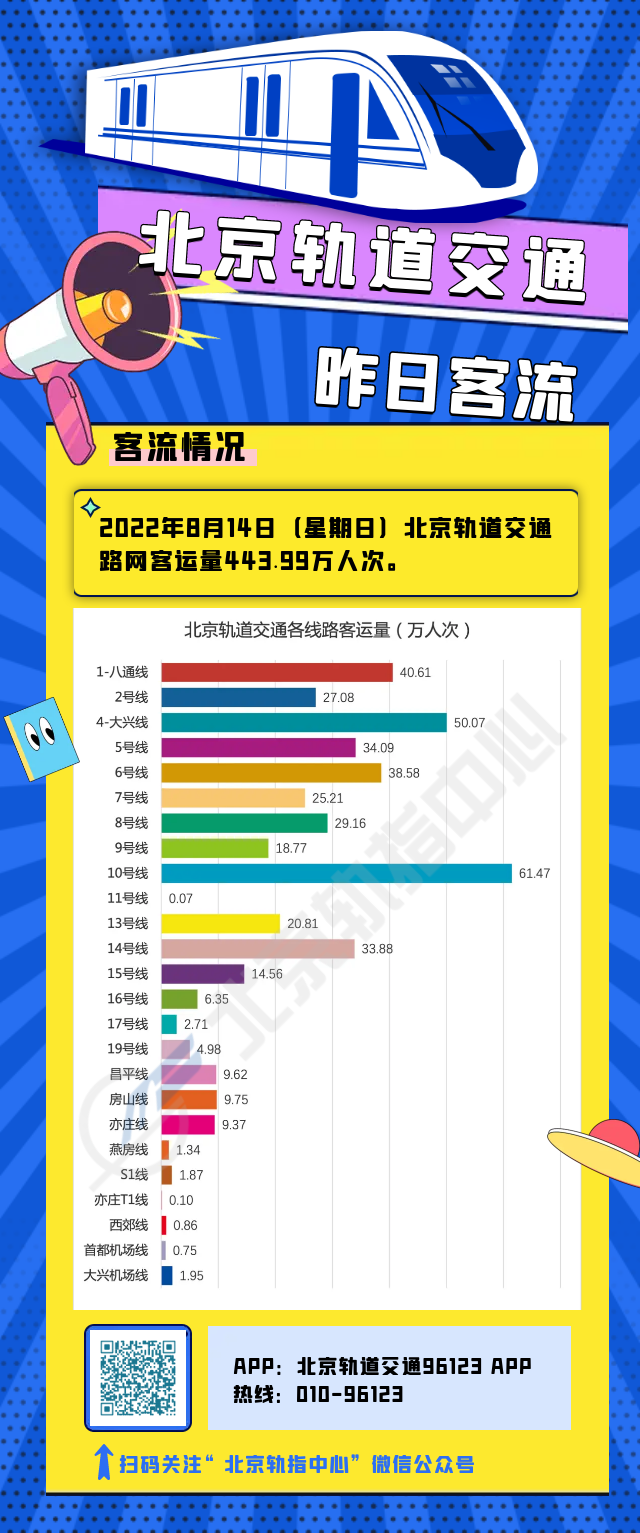 北京轨道交通
昨日客流
客流情况
2022年8月14日（星期日）北京轨道交通
路网客运量443.99万人次。
北京轨道交通各线路客运量（万人次）
1-八通线 40.61
2号线 27.08
4-大兴线 50.07
5号线 34.09
6号线 38.58
7号线 25.21
8号线 29.16
9号线 18.77
10号线 61.47
11号线 0.07
13号线 20.81
14号线 33.88
15号线 14.56
16号线 6.35
17号线 2.71
19号线 4.98
昌平线 9.62
房山线 9.75
亦庄线 9.37
燕房线 1.34
S1线 1.87
亦庄T1线 0.10
西郊线 0.86
首都机场线 0.75
大兴机场线 1.95
北京轨指中心
APP：北京轨道交通96123 APP
热线：010-96123
扫码关注“北京轨指中心”微信公众号